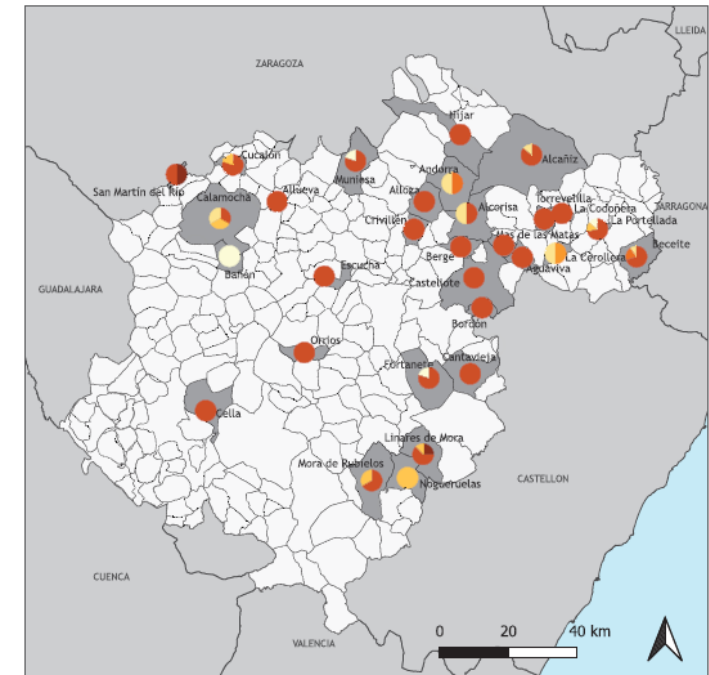 LLEIDA
ZARAGOZA
Hijar
Cucalón
Alcañiz
Muniesa
Andorra
San Martín del Río
Calamocha
Allueva
Alloza
Torrevelilla
La Codoñera
TARRAGONA
Alcorisa
La Portellada
Crivillén
Mas de las Matas
Beceite
Berge
La Cerollera
Bañón
Escucha
Aguaviva
Castellote
GUADALAJARA
Bordón
Orrios
Cantavieja
Fortanete
Cella
Linares de Mora
Mora de Rubielos
CASTELLON
Nogueruelas
CUENCA
0 20 40 km
VALENCIA